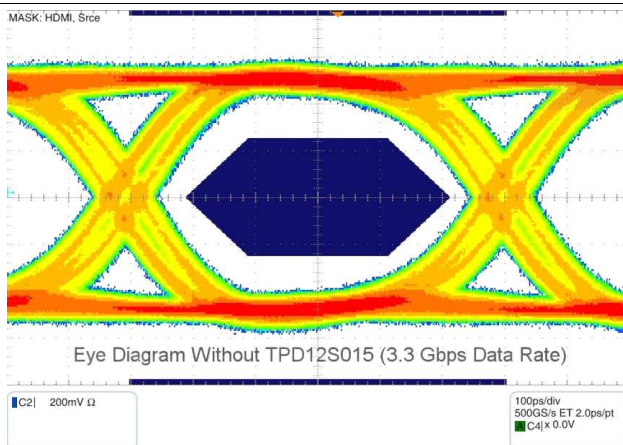 MASK: HDMI, Srce
Eye Diagram Without TPD12S015 (3.3 Gbps Data Rate)
C2 200mV Ω
100ps/div
500GS/s ET 2.0ps/pt
A C4 x 0.0V